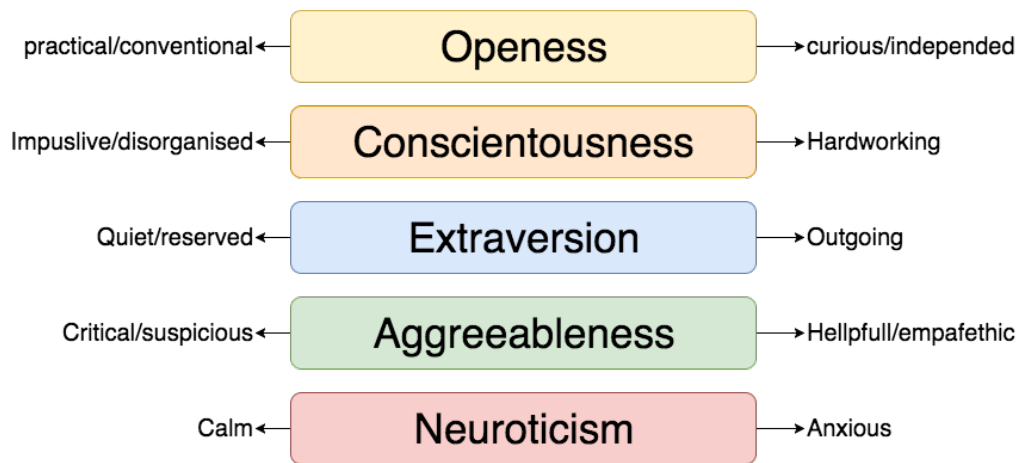 practical/conventional Openess curious/independed
Impuslive/disorganised Conscientousness Hardworking
Quiet/reserved Extraversion Outgoing
Critical/suspicious Aggreeableness Hellpfull/empafethic
Calm Neuroticism Anxious